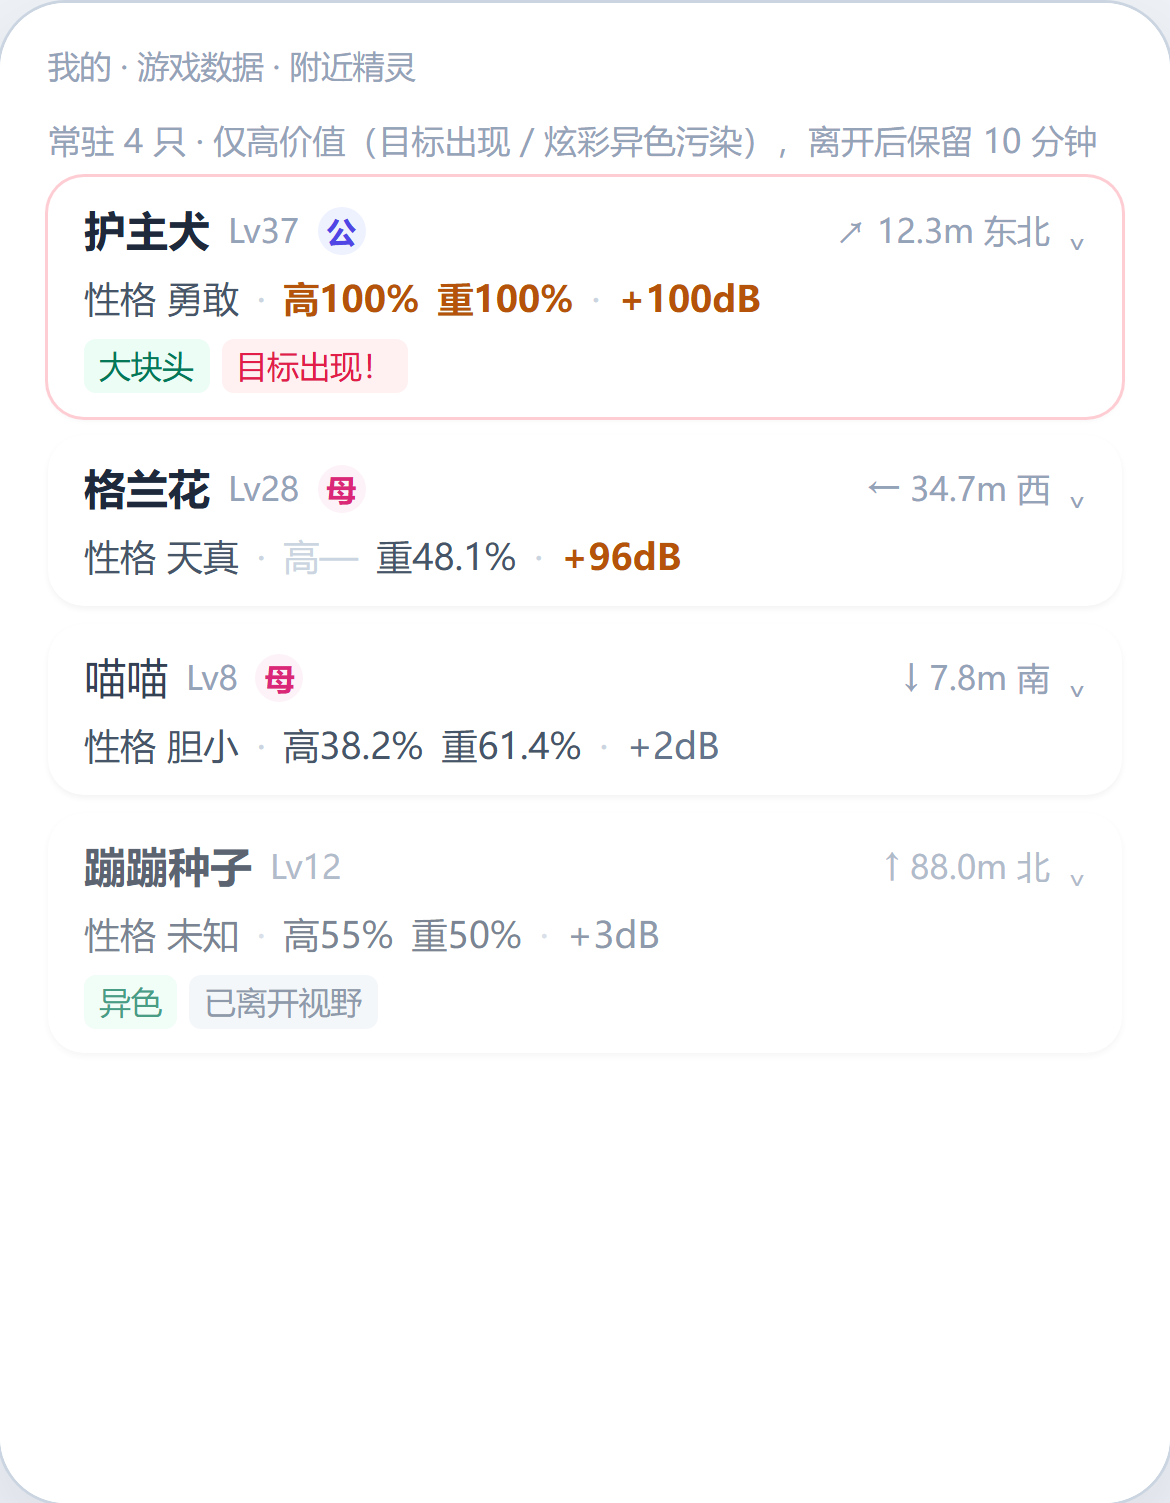 我的 · 游戏数据 · 附近精灵
常驻 4 只 · 仅高价值（目标出现 / 炫彩异色污染），离开后保留 10 分钟
护主犬 Lv37 公 ↗ 12.3m 东北 ˅
性格 勇敢 · 高100% 重100% · +100dB
大块头 目标出现！
格兰花 Lv28 母 ← 34.7m 西 ˅
性格 天真 · 高— 重48.1% · +96dB
喵喵 Lv8 母 ↓ 7.8m 南 ˅
性格 胆小 · 高38.2% 重61.4% · +2dB
蹦蹦种子 Lv12 ↑ 88.0m 北 ˅
性格 未知 · 高55% 重50% · +3dB
异色 已离开视野